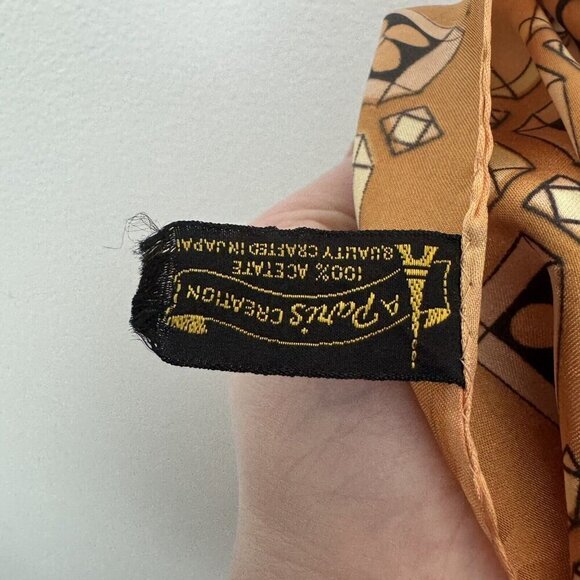 A Paris CREATION
100% ACETATE
QUALITY CRAFTED IN JAPAN